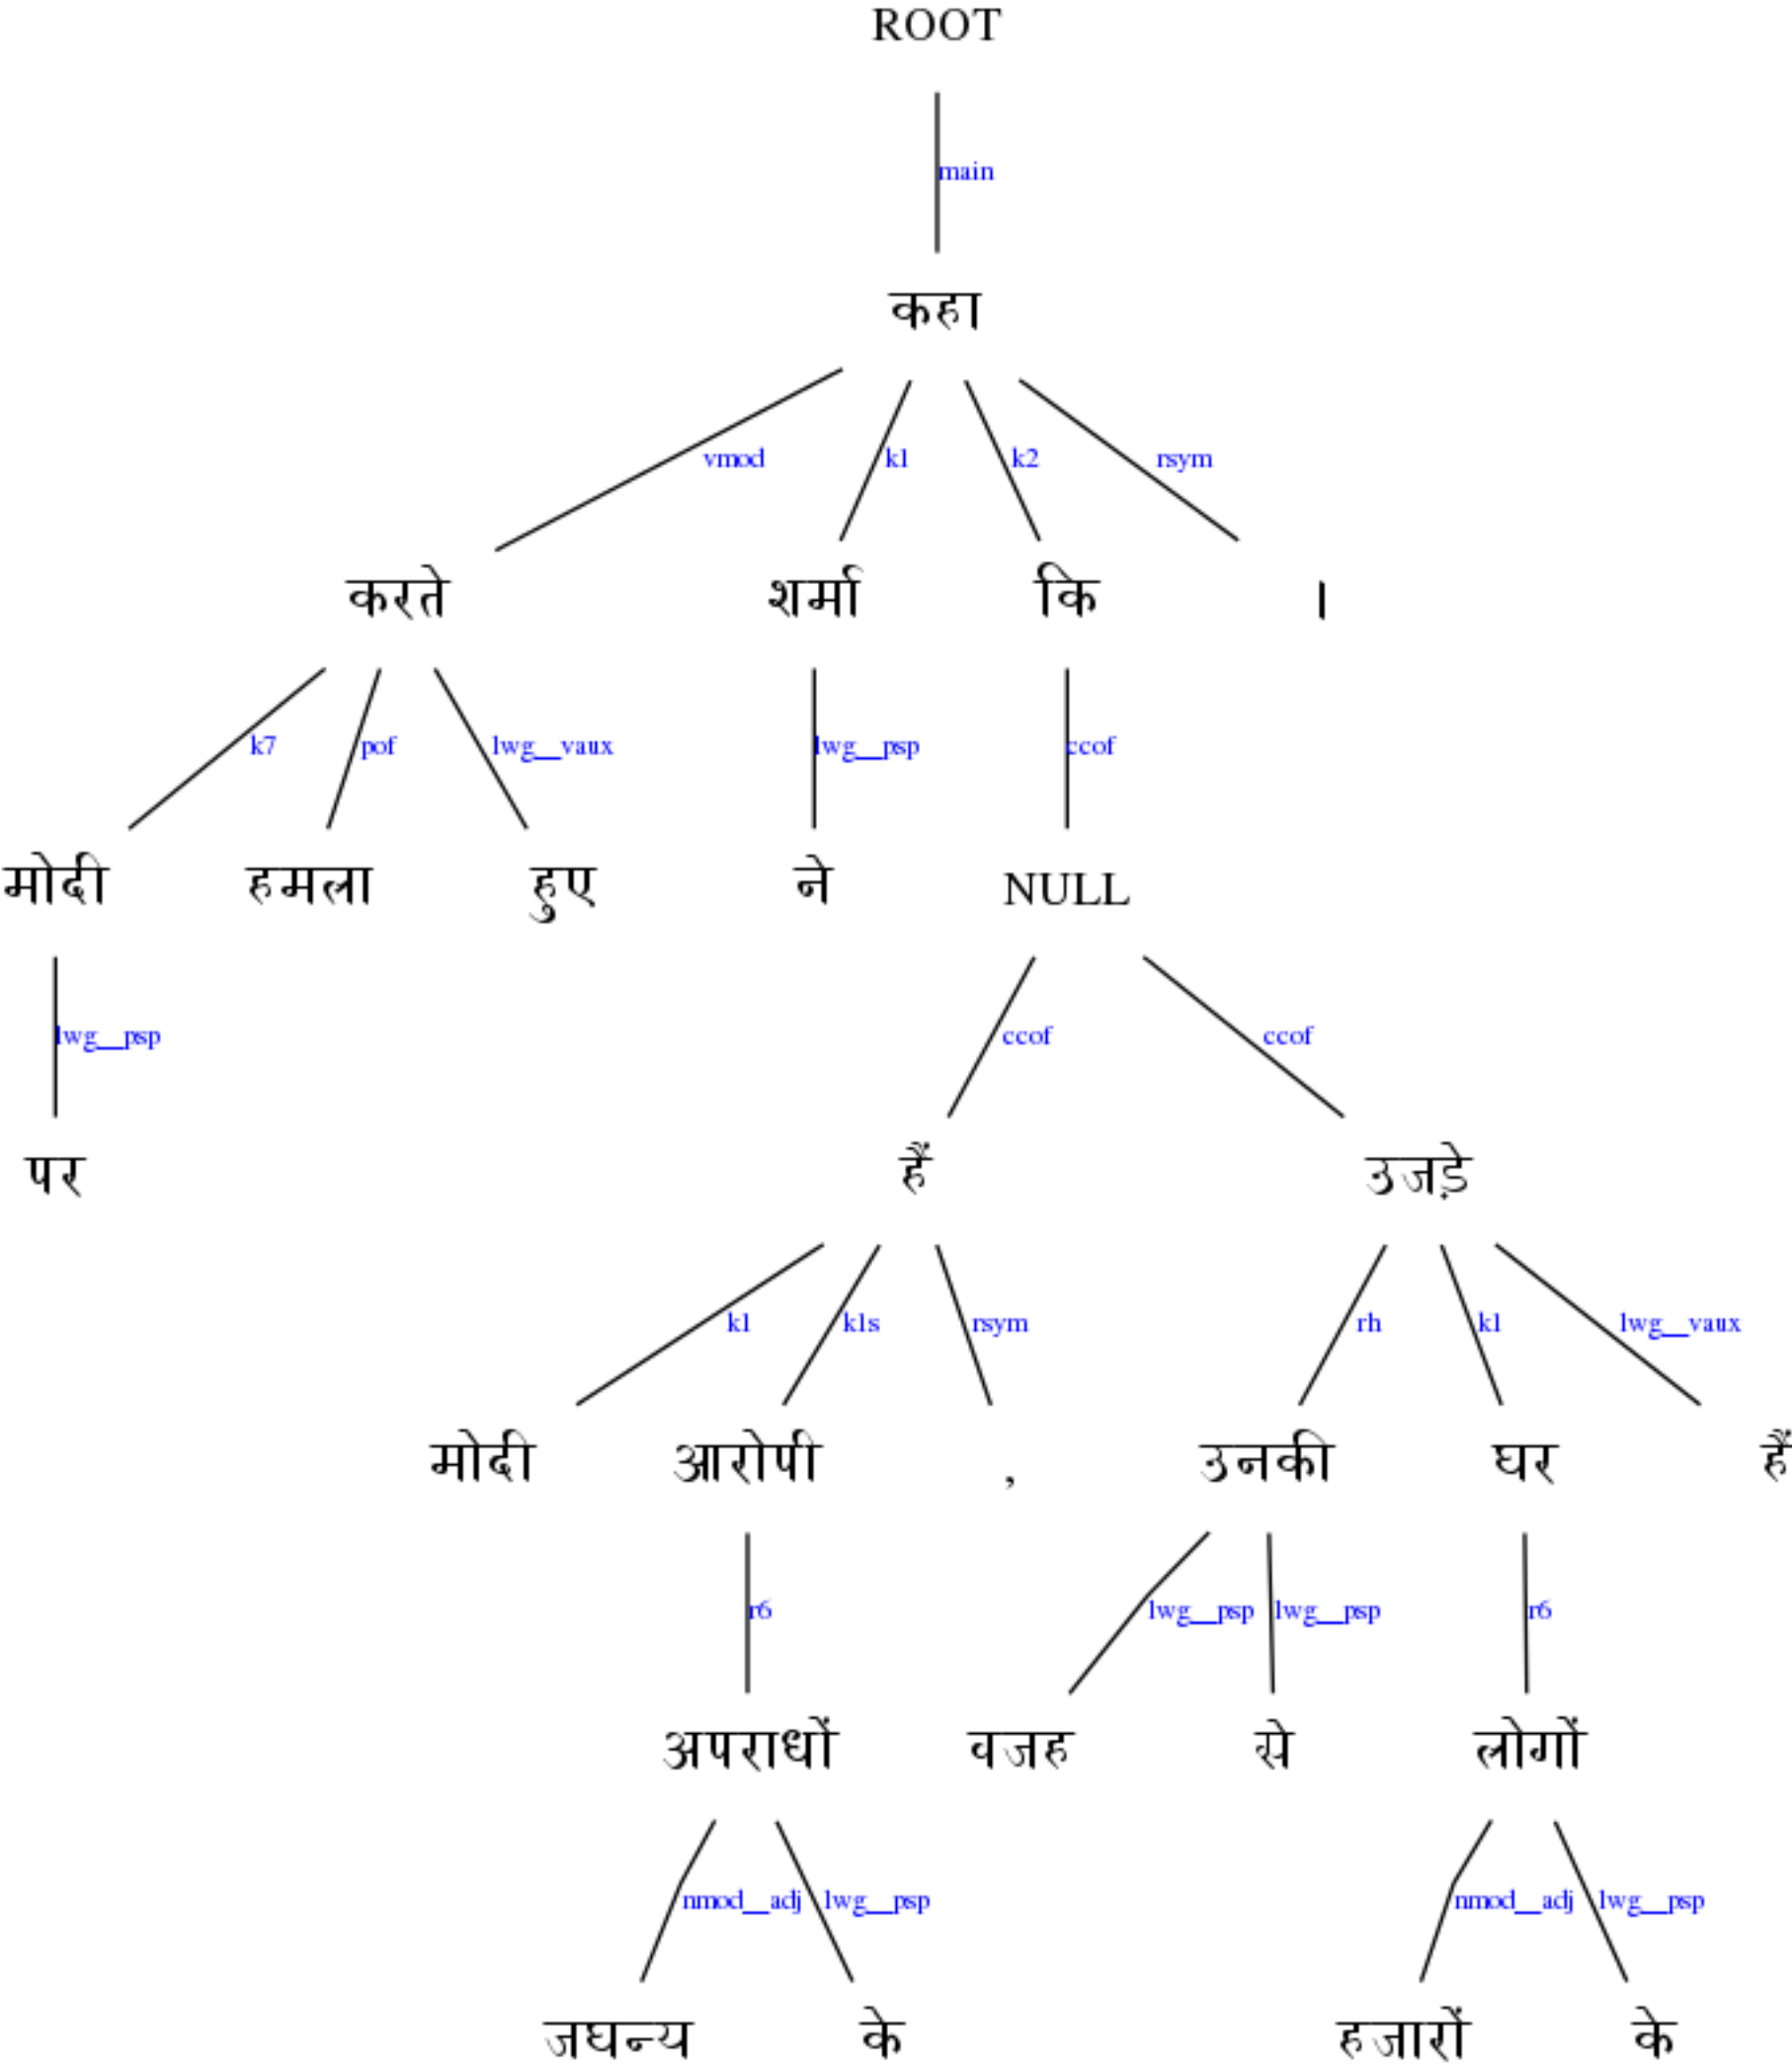 ROOT
main
कहा
vmod k1 k2 rsym
करते शर्मा कि ।
k7 pof lwg__vaux lwg__psp ccof
मोदी हमला हुए ने NULL
lwg__psp ccof ccof
पर हैं उजड़े
k1 k1s rsym rh k1 lwg__vaux
मोदी आरोपी , उनकी घर हैं
r6 lwg__psp lwg__psp r6
अपराधों वजह से लोगों
nmod__adj lwg__psp nmod__adj lwg__psp
जघन्य के हजारों के